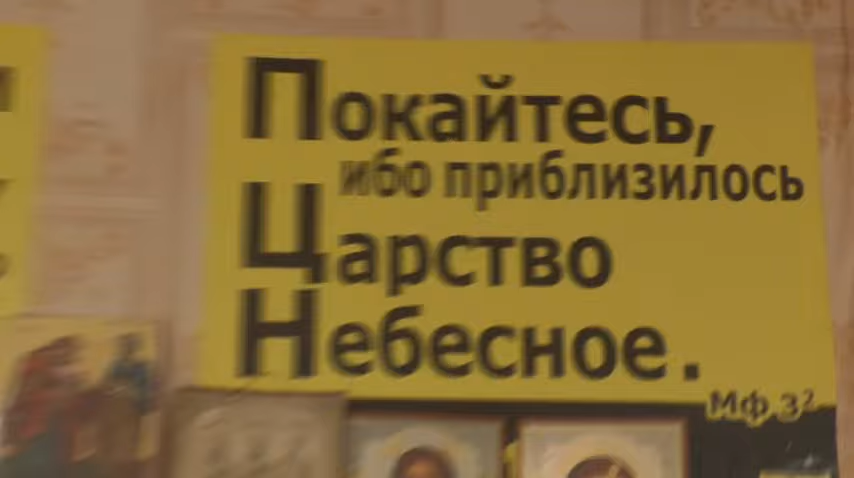 Покайтесь,
ибо приблизилось
Царство
Небесное.
Мф 3²